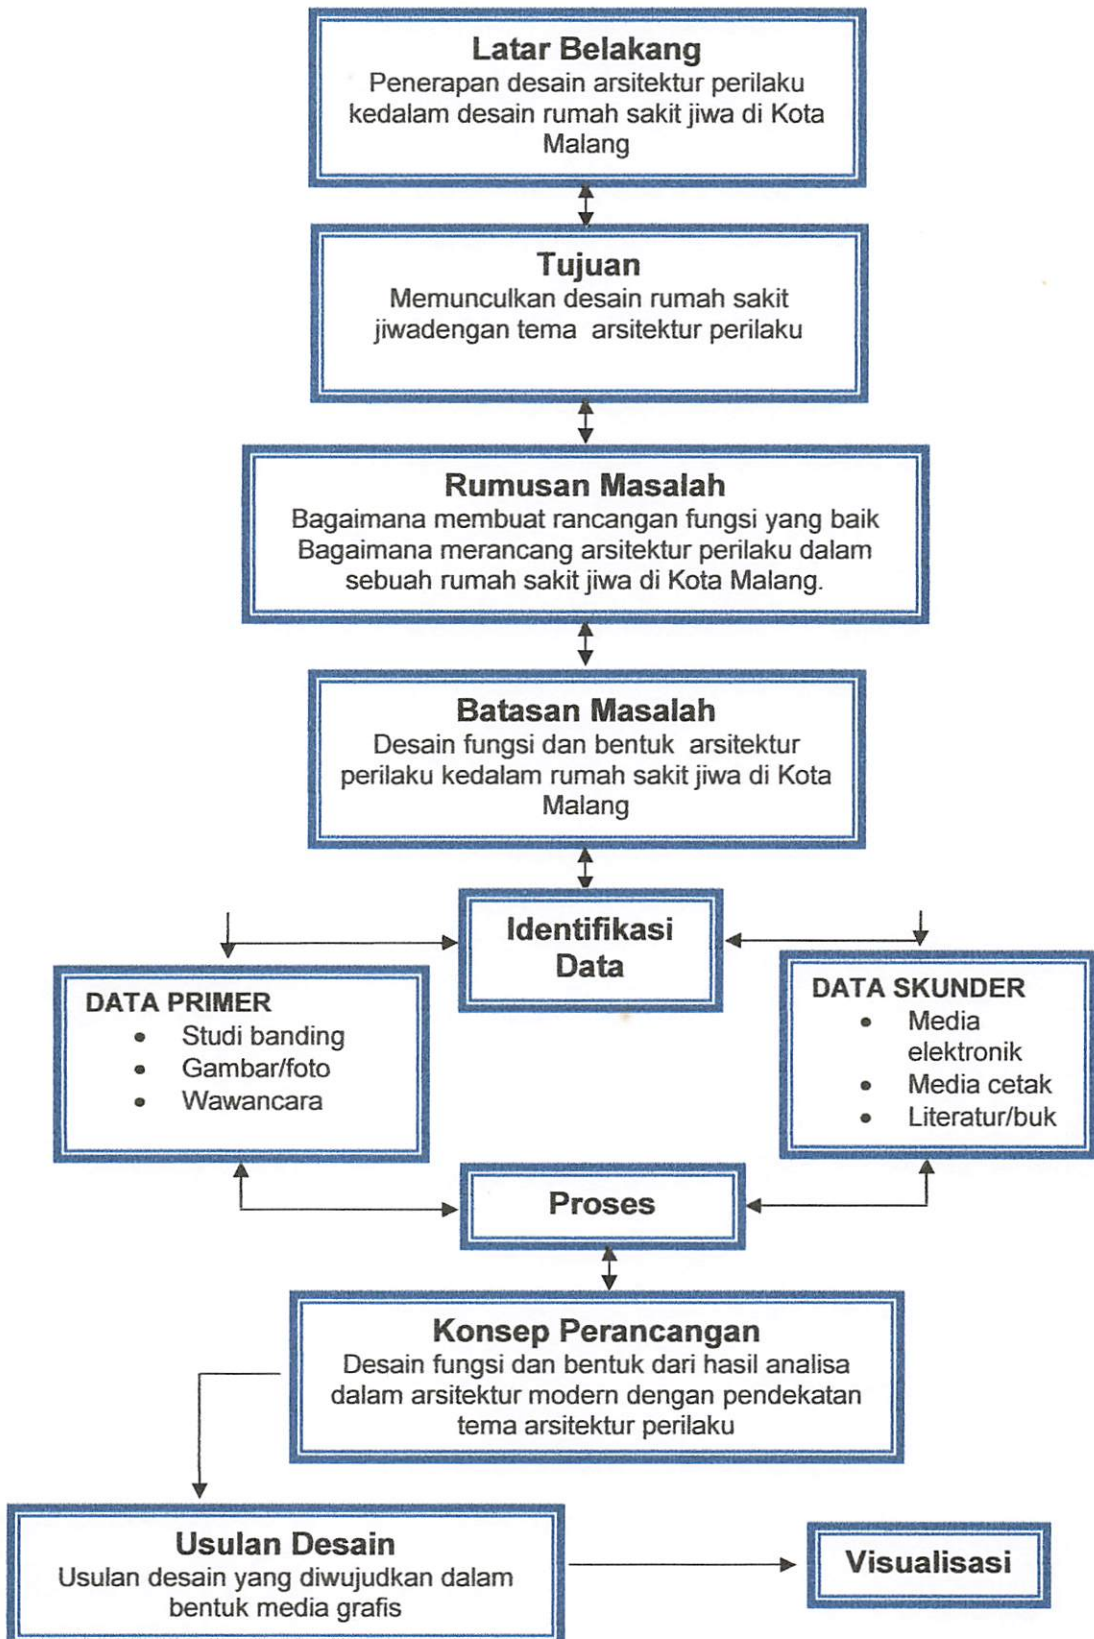 Latar Belakang
Penerapan desain arsitektur perilaku
kedalam desain rumah sakit jiwa di Kota
Malang
Tujuan
Memunculkan desain rumah sakit
jiwadengan tema arsitektur perilaku
Rumusan Masalah
Bagaimana membuat rancangan fungsi yang baik
Bagaimana merancang arsitektur perilaku dalam
sebuah rumah sakit jiwa di Kota Malang.
Batasan Masalah
Desain fungsi dan bentuk arsitektur
perilaku kedalam rumah sakit jiwa di Kota
Malang
Identifikasi
Data
DATA PRIMER
• Studi banding
• Gambar/foto
• Wawancara
DATA SKUNDER
• Media
elektronik
• Media cetak
• Literatur/buk
Proses
Konsep Perancangan
Desain fungsi dan bentuk dari hasil analisa
dalam arsitektur modern dengan pendekatan
tema arsitektur perilaku
Usulan Desain
Usulan desain yang diwujudkan dalam
bentuk media grafis
Visualisasi